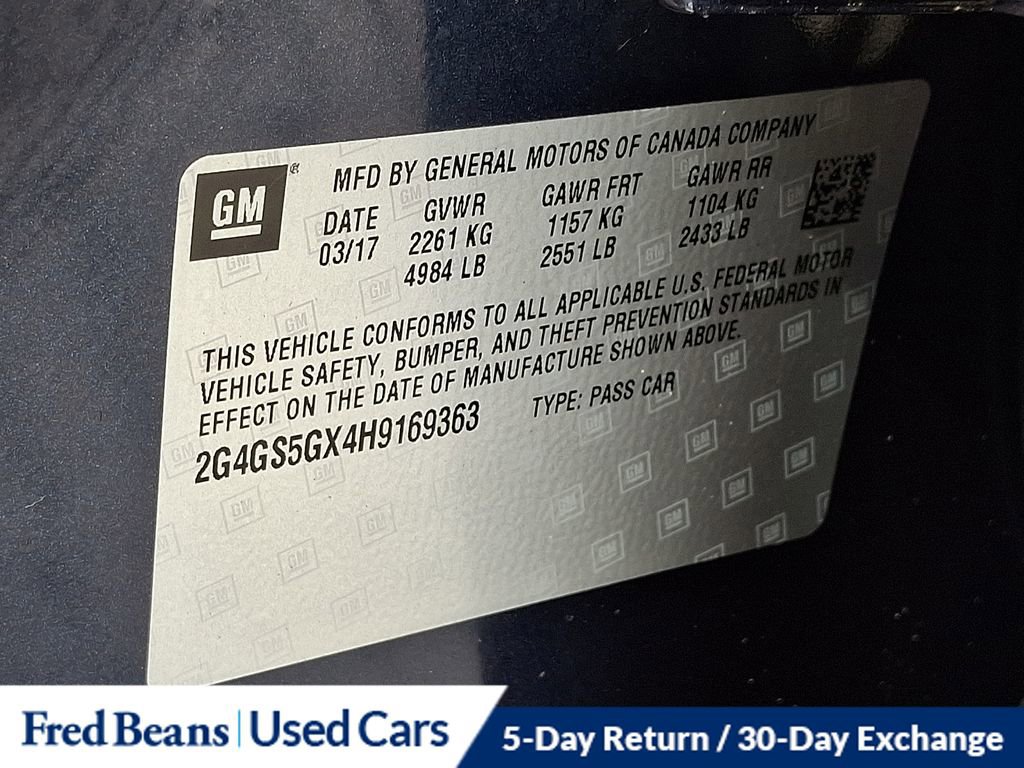 GM
MFD BY GENERAL MOTORS OF CANADA COMPANY
DATE GVWR GAWR FRT GAWR RR
03/17 2261 KG 1157 KG 1104 KG
4984 LB 2551 LB 2433 LB
THIS VEHICLE CONFORMS TO ALL APPLICABLE U.S. FEDERAL MOTOR
VEHICLE SAFETY, BUMPER, AND THEFT PREVENTION STANDARDS IN
EFFECT ON THE DATE OF MANUFACTURE SHOWN ABOVE.
2G4GS5GX4H9169363 TYPE: PASS CAR
Fred Beans | Used Cars 5-Day Return / 30-Day Exchange